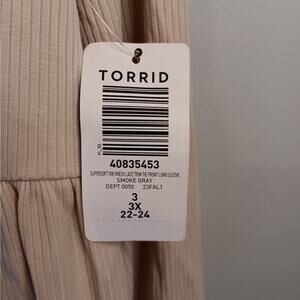 TORRID
40835453
SUPERSOFT RIB VNECK LACE TRIM TIE FRONT LONG SLEEVE
SMOKE GRAY
DEPT 0050 23FAL1
3
3X
22-24